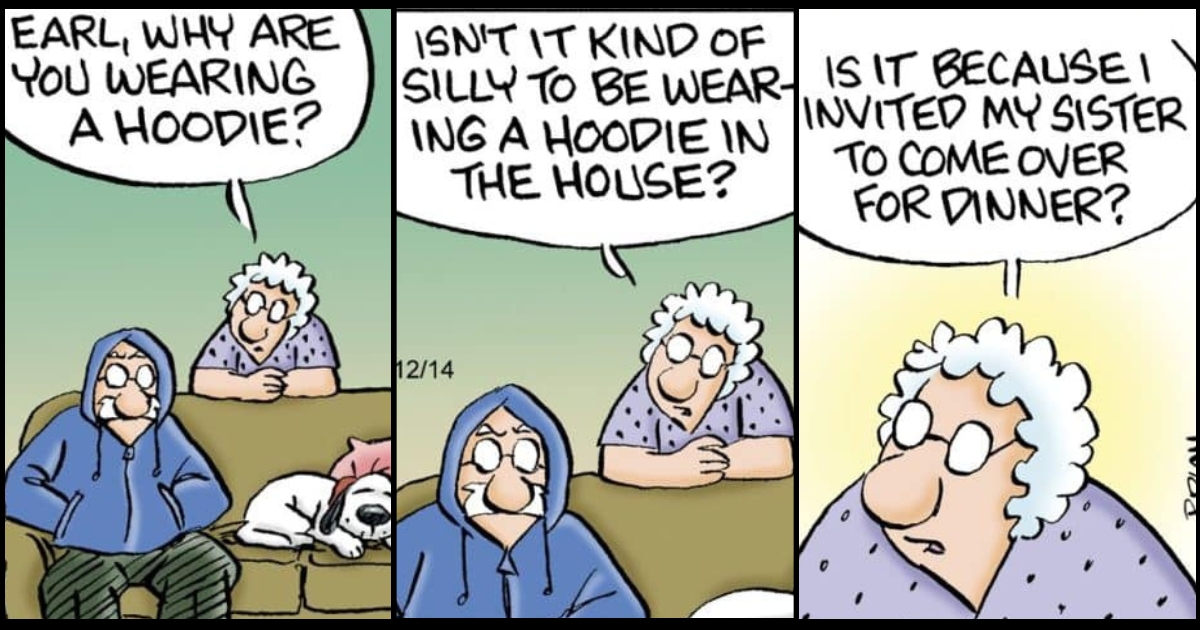 EARL, WHY ARE
YOU WEARING
A HOODIE?
ISN'T IT KIND OF
SILLY TO BE WEAR-
ING A HOODIE IN
THE HOUSE?
12/14
IS IT BECAUSE I
INVITED MY SISTER
TO COME OVER
FOR DINNER?